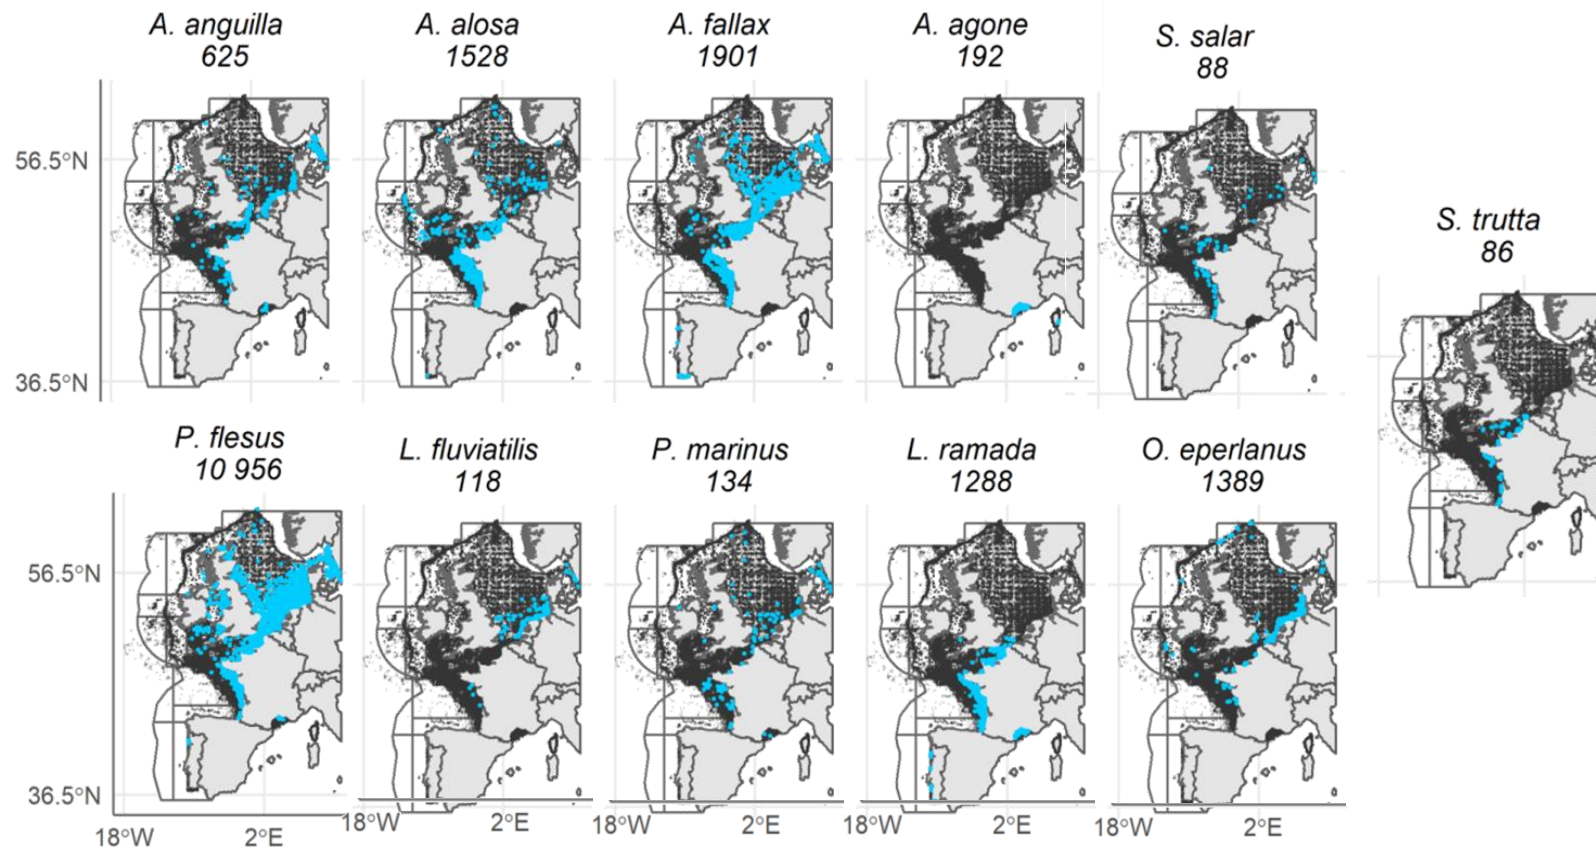 A. anguilla
625
A. alosa
1528
A. fallax
1901
A. agone
192
S. salar
88
56.5°N
36.5°N
S. trutta
86
P. flesus
10 956
L. fluviatilis
118
P. marinus
134
L. ramada
1288
O. eperlanus
1389
56.5°N
36.5°N
18°W
2°E
18°W
2°E
18°W
2°E
18°W
2°E
18°W
2°E